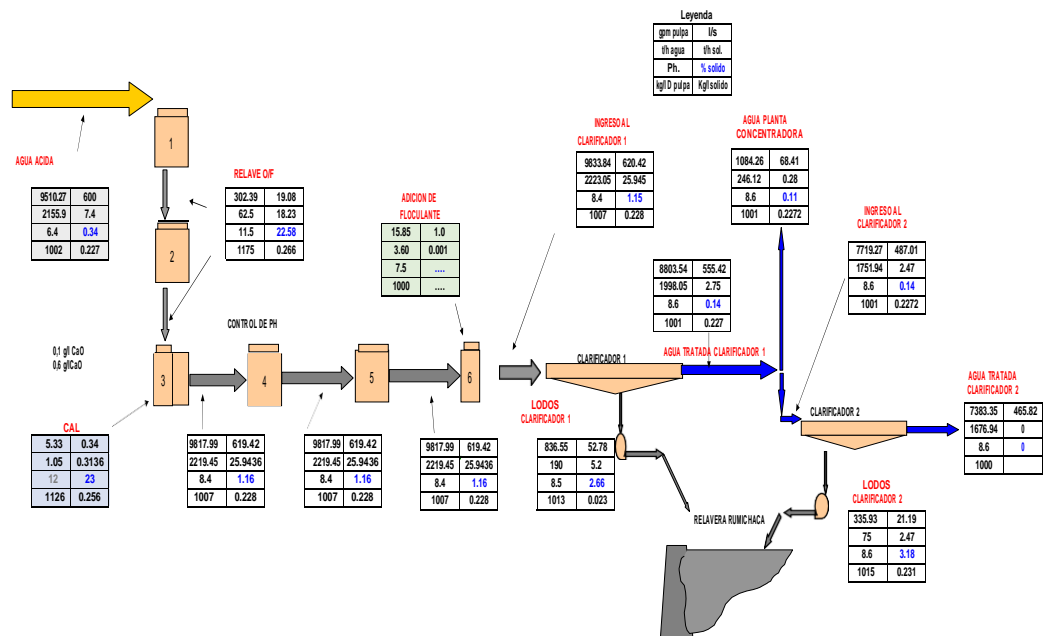 Leyenda
gpm pulpa l/s
t/h agua t/h sol.
Ph. % solido
kg/l D pulpa Kg/l solido
AGUA ACIDA
9510.27 600
2155.9 7.4
6.4 0.34
1002 0.227
1
2
RELAVE O/F
302.39 19.08
62.5 18.23
11.5 22.58
1175 0.266
ADICION DE
FLOCULANTE
15.85 1.0
3.60 0.001
7.5 ....
1000 ....
INGRESO AL
CLARIFICADOR 1
9833.84 620.42
2223.05 25.945
8.4 1.15
1007 0.228
AGUA PLANTA
CONCENTRADORA
1084.26 68.41
246.12 0.28
8.6 0.11
1001 0.2272
INGRESO AL
CLARIFICADOR 2
7719.27 487.01
1751.94 2.47
8.6 0.14
1001 0.2272
8803.54 555.42
1998.05 2.75
8.6 0.14
1001 0.227
0,1 g/l CaO
0,6 g/lCaO
CONTROL DE PH
3
4
5
6
CLARIFICADOR 1
AGUA TRATADA CLARIFICADOR 1
CLARIFICADOR 2
AGUA TRATADA
CLARIFICADOR 2
7383.35 465.82
1676.94 0
8.6 0
1000
CAL
5.33 0.34
1.05 0.3136
12 23
1126 0.256
9817.99 619.42
2219.45 25.9436
8.4 1.16
1007 0.228
9817.99 619.42
2219.45 25.9436
8.4 1.16
1007 0.228
9817.99 619.42
2219.45 25.9436
8.4 1.16
1007 0.228
LODOS
CLARIFICADOR 1
836.55 52.78
190 5.2
8.5 2.66
1013 0.023
RELAVERA RUMICHACA
LODOS
CLARIFICADOR 2
335.93 21.19
75 2.47
8.6 3.18
1015 0.231